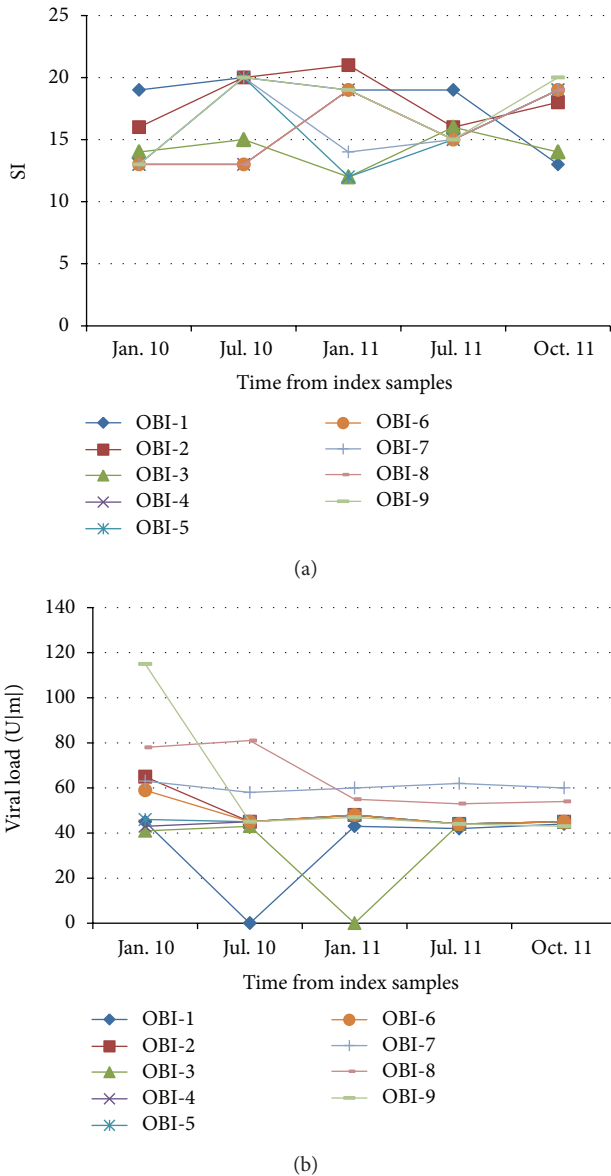 25
20
15
10
5
0
SI
Jan. 10 Jul. 10 Jan. 11 Jul. 11 Oct. 11
Time from index samples
OBI-1
OBI-2
OBI-3
OBI-4
OBI-5
OBI-6
OBI-7
OBI-8
OBI-9
(a)
140
120
100
80
60
40
20
0
Viral load (U|m|)
Jan. 10 Jul. 10 Jan. 11 Jul. 11 Oct. 11
Time from index samples
OBI-1
OBI-2
OBI-3
OBI-4
OBI-5
OBI-6
OBI-7
OBI-8
OBI-9
(b)